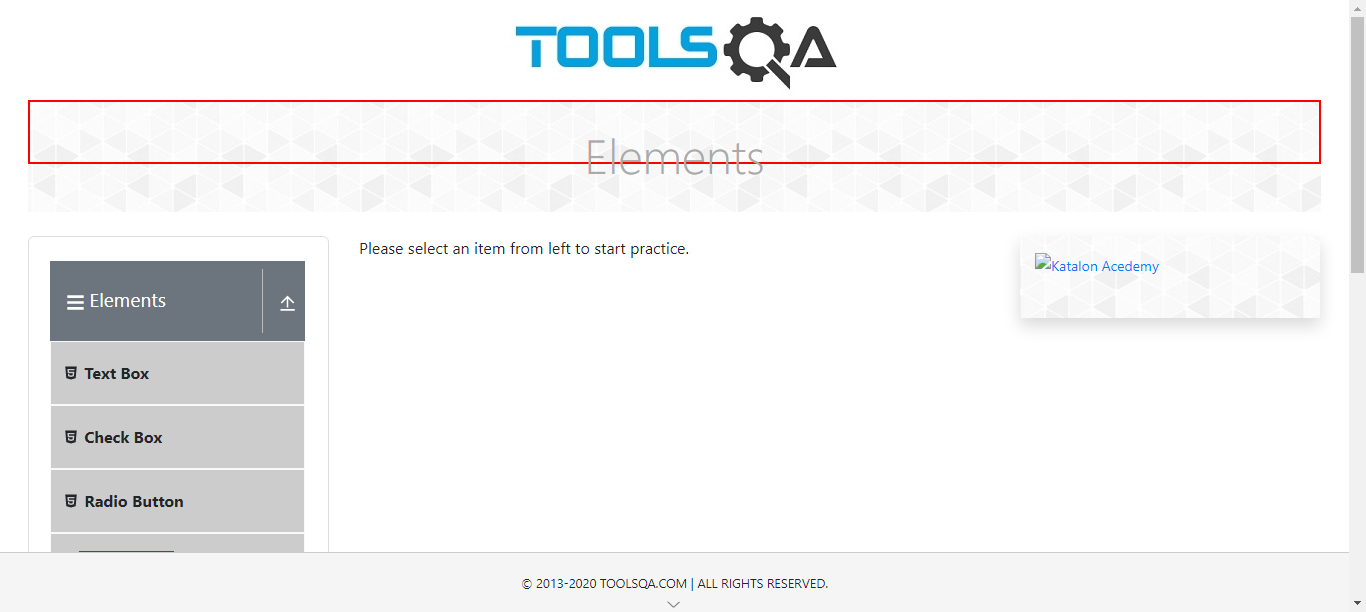 TOOLSQA
Elements
Elements
Please select an item from left to start practice.
Katalon Acedemy
Text Box
Check Box
Radio Button
© 2013-2020 TOOLSQA.COM | ALL RIGHTS RESERVED.